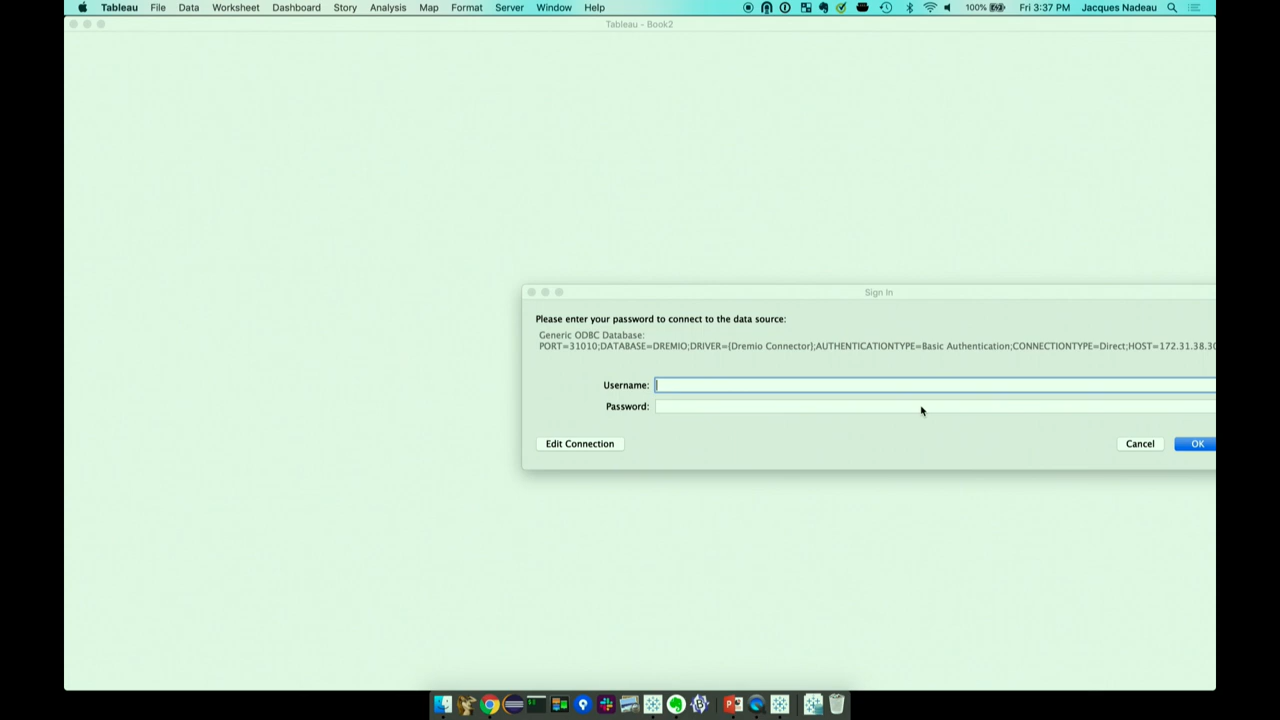 Tableau File Data Worksheet Dashboard Story Analysis Map Format Server Window Help 100% Fri 3:37 PM Jacques Nadeau
Tableau - Book2
Sign In
Please enter your password to connect to the data source:
Generic ODBC Database:
PORT=31010;DATABASE=DREMIO;DRIVER={Dremio Connector};AUTHENTICATIONTYPE=Basic Authentication;CONNECTIONTYPE=Direct;HOST=172.31.38.30
Username:
Password:
Edit Connection Cancel OK